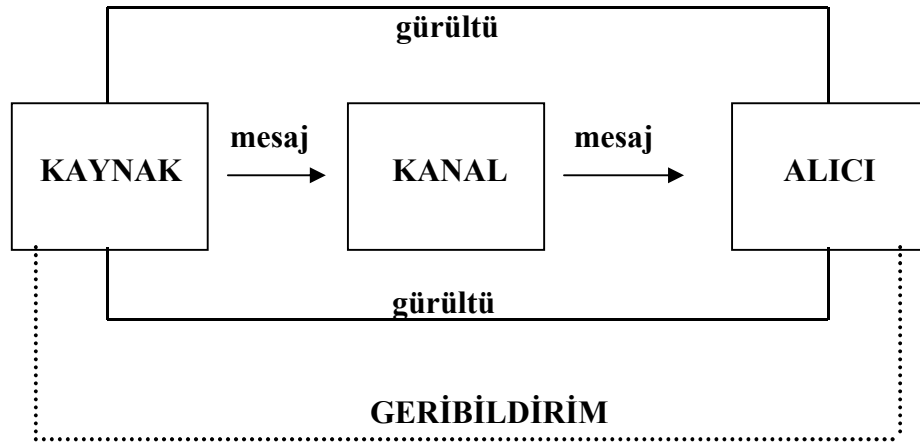 gürültü
mesaj mesaj
KAYNAK KANAL ALICI
gürültü
GERİBİLDİRİM